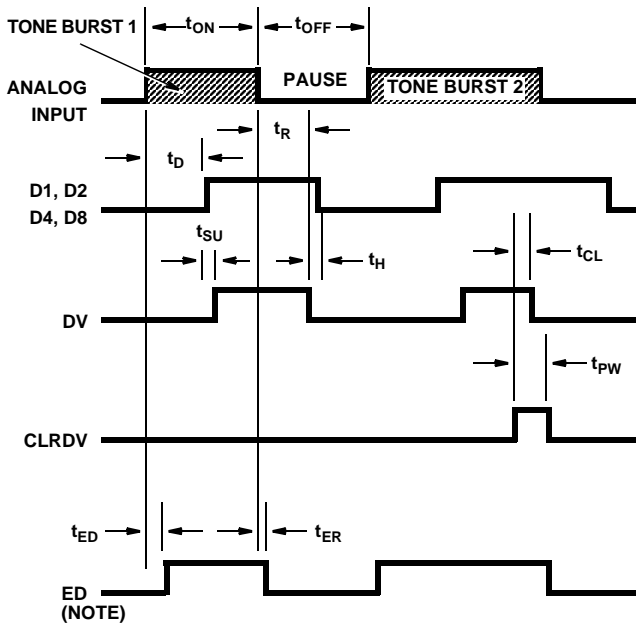 TONE BURST 1
tON
tOFF
ANALOG
INPUT
PAUSE
TONE BURST 2
tR
tD
D1, D2
D4, D8
tSU
tH
tCL
DV
tPW
CLRDV
tED
tER
ED
(NOTE)